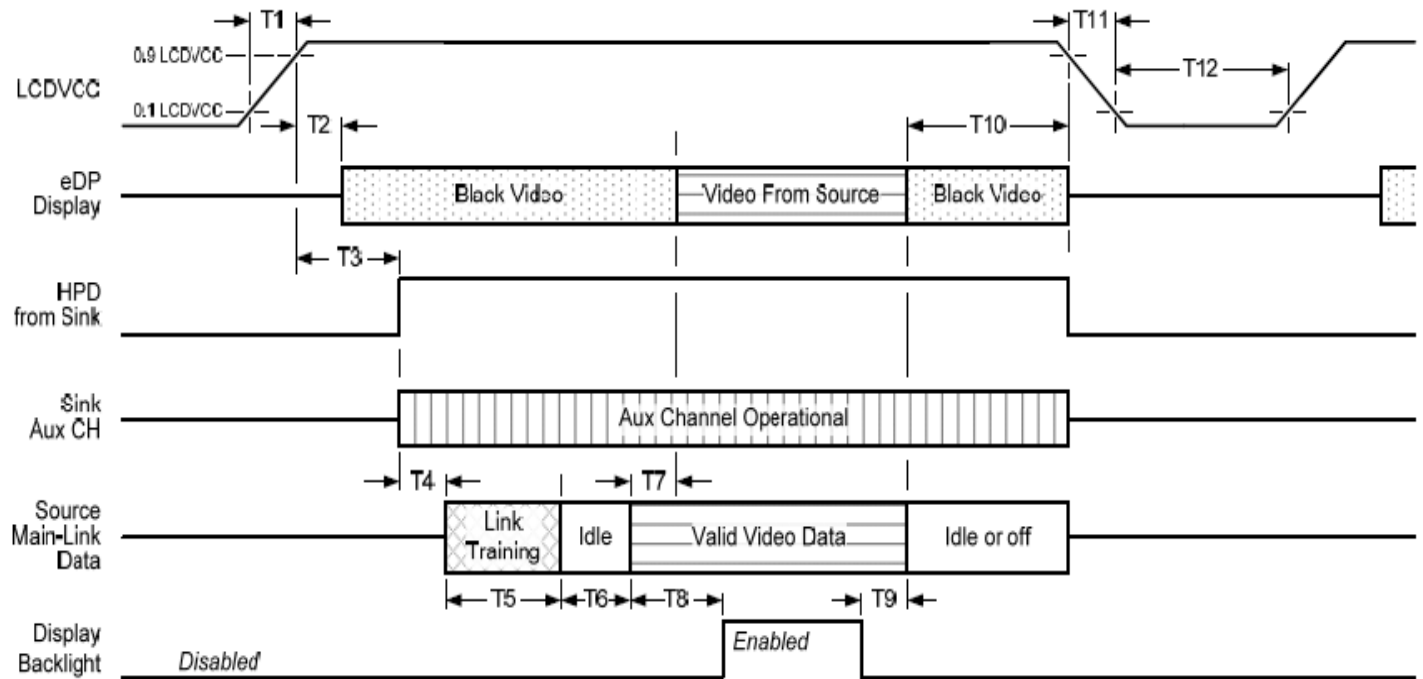 T1
T11
0.9 LCDVCC
T12
LCDVCC
0.1 LCDVCC
T2
T10
eDP
Display
Black Video
Video From Source
Black Video
T3
HPD
from Sink
Sink
Aux CH
Aux Channel Operational
T4
T7
Source
Main-Link
Data
Link
Training
Idle
Valid Video Data
Idle or off
T5
T6
T8
T9
Display
Backlight
Disabled
Enabled